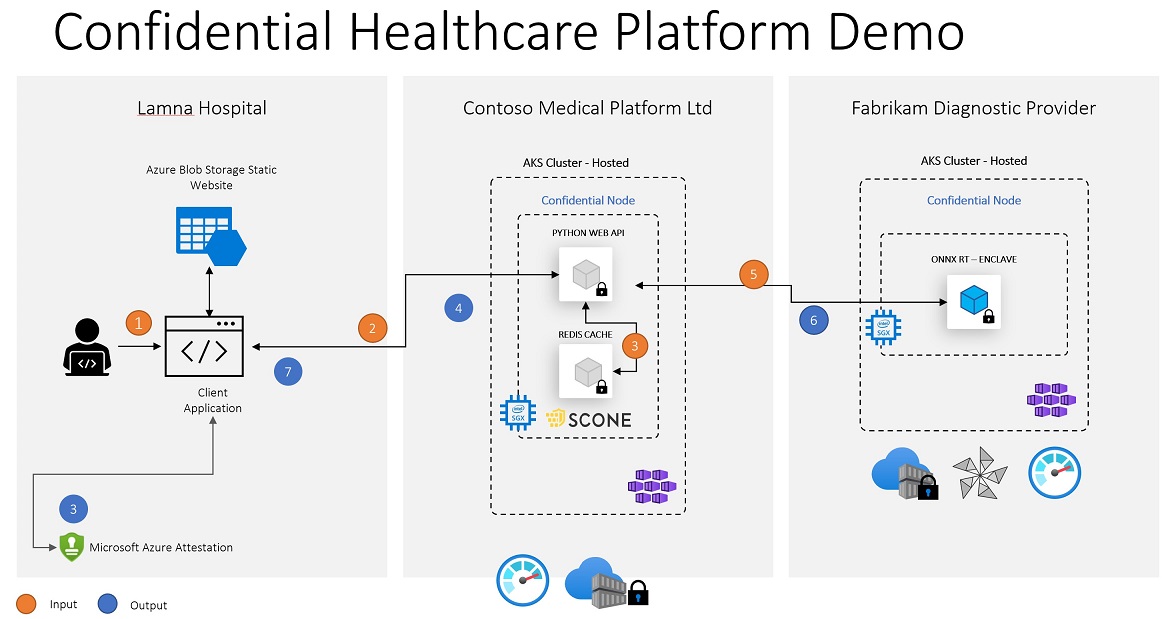 Confidential Healthcare Platform Demo
Lamna Hospital
Azure Blob Storage Static
Website
1
2
7
Client
Application
3
Microsoft Azure Attestation
Contoso Medical Platform Ltd
AKS Cluster - Hosted
Confidential Node
PYTHON WEB API
4
REDIS CACHE
3
intel
SGX
SCONE
5
Fabrikam Diagnostic Provider
AKS Cluster - Hosted
Confidential Node
ONNX RT – ENCLAVE
6
intel
SGX
Input
Output